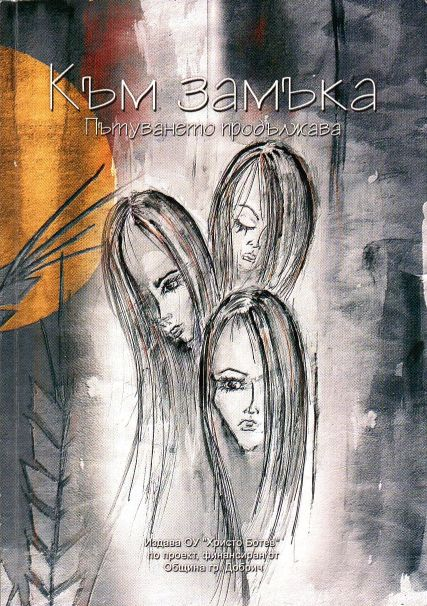 Към замъка
Пътуването продължава
Издава ОУ "Христо Ботев"
по проект, финансиран от
Община гр. Добрич